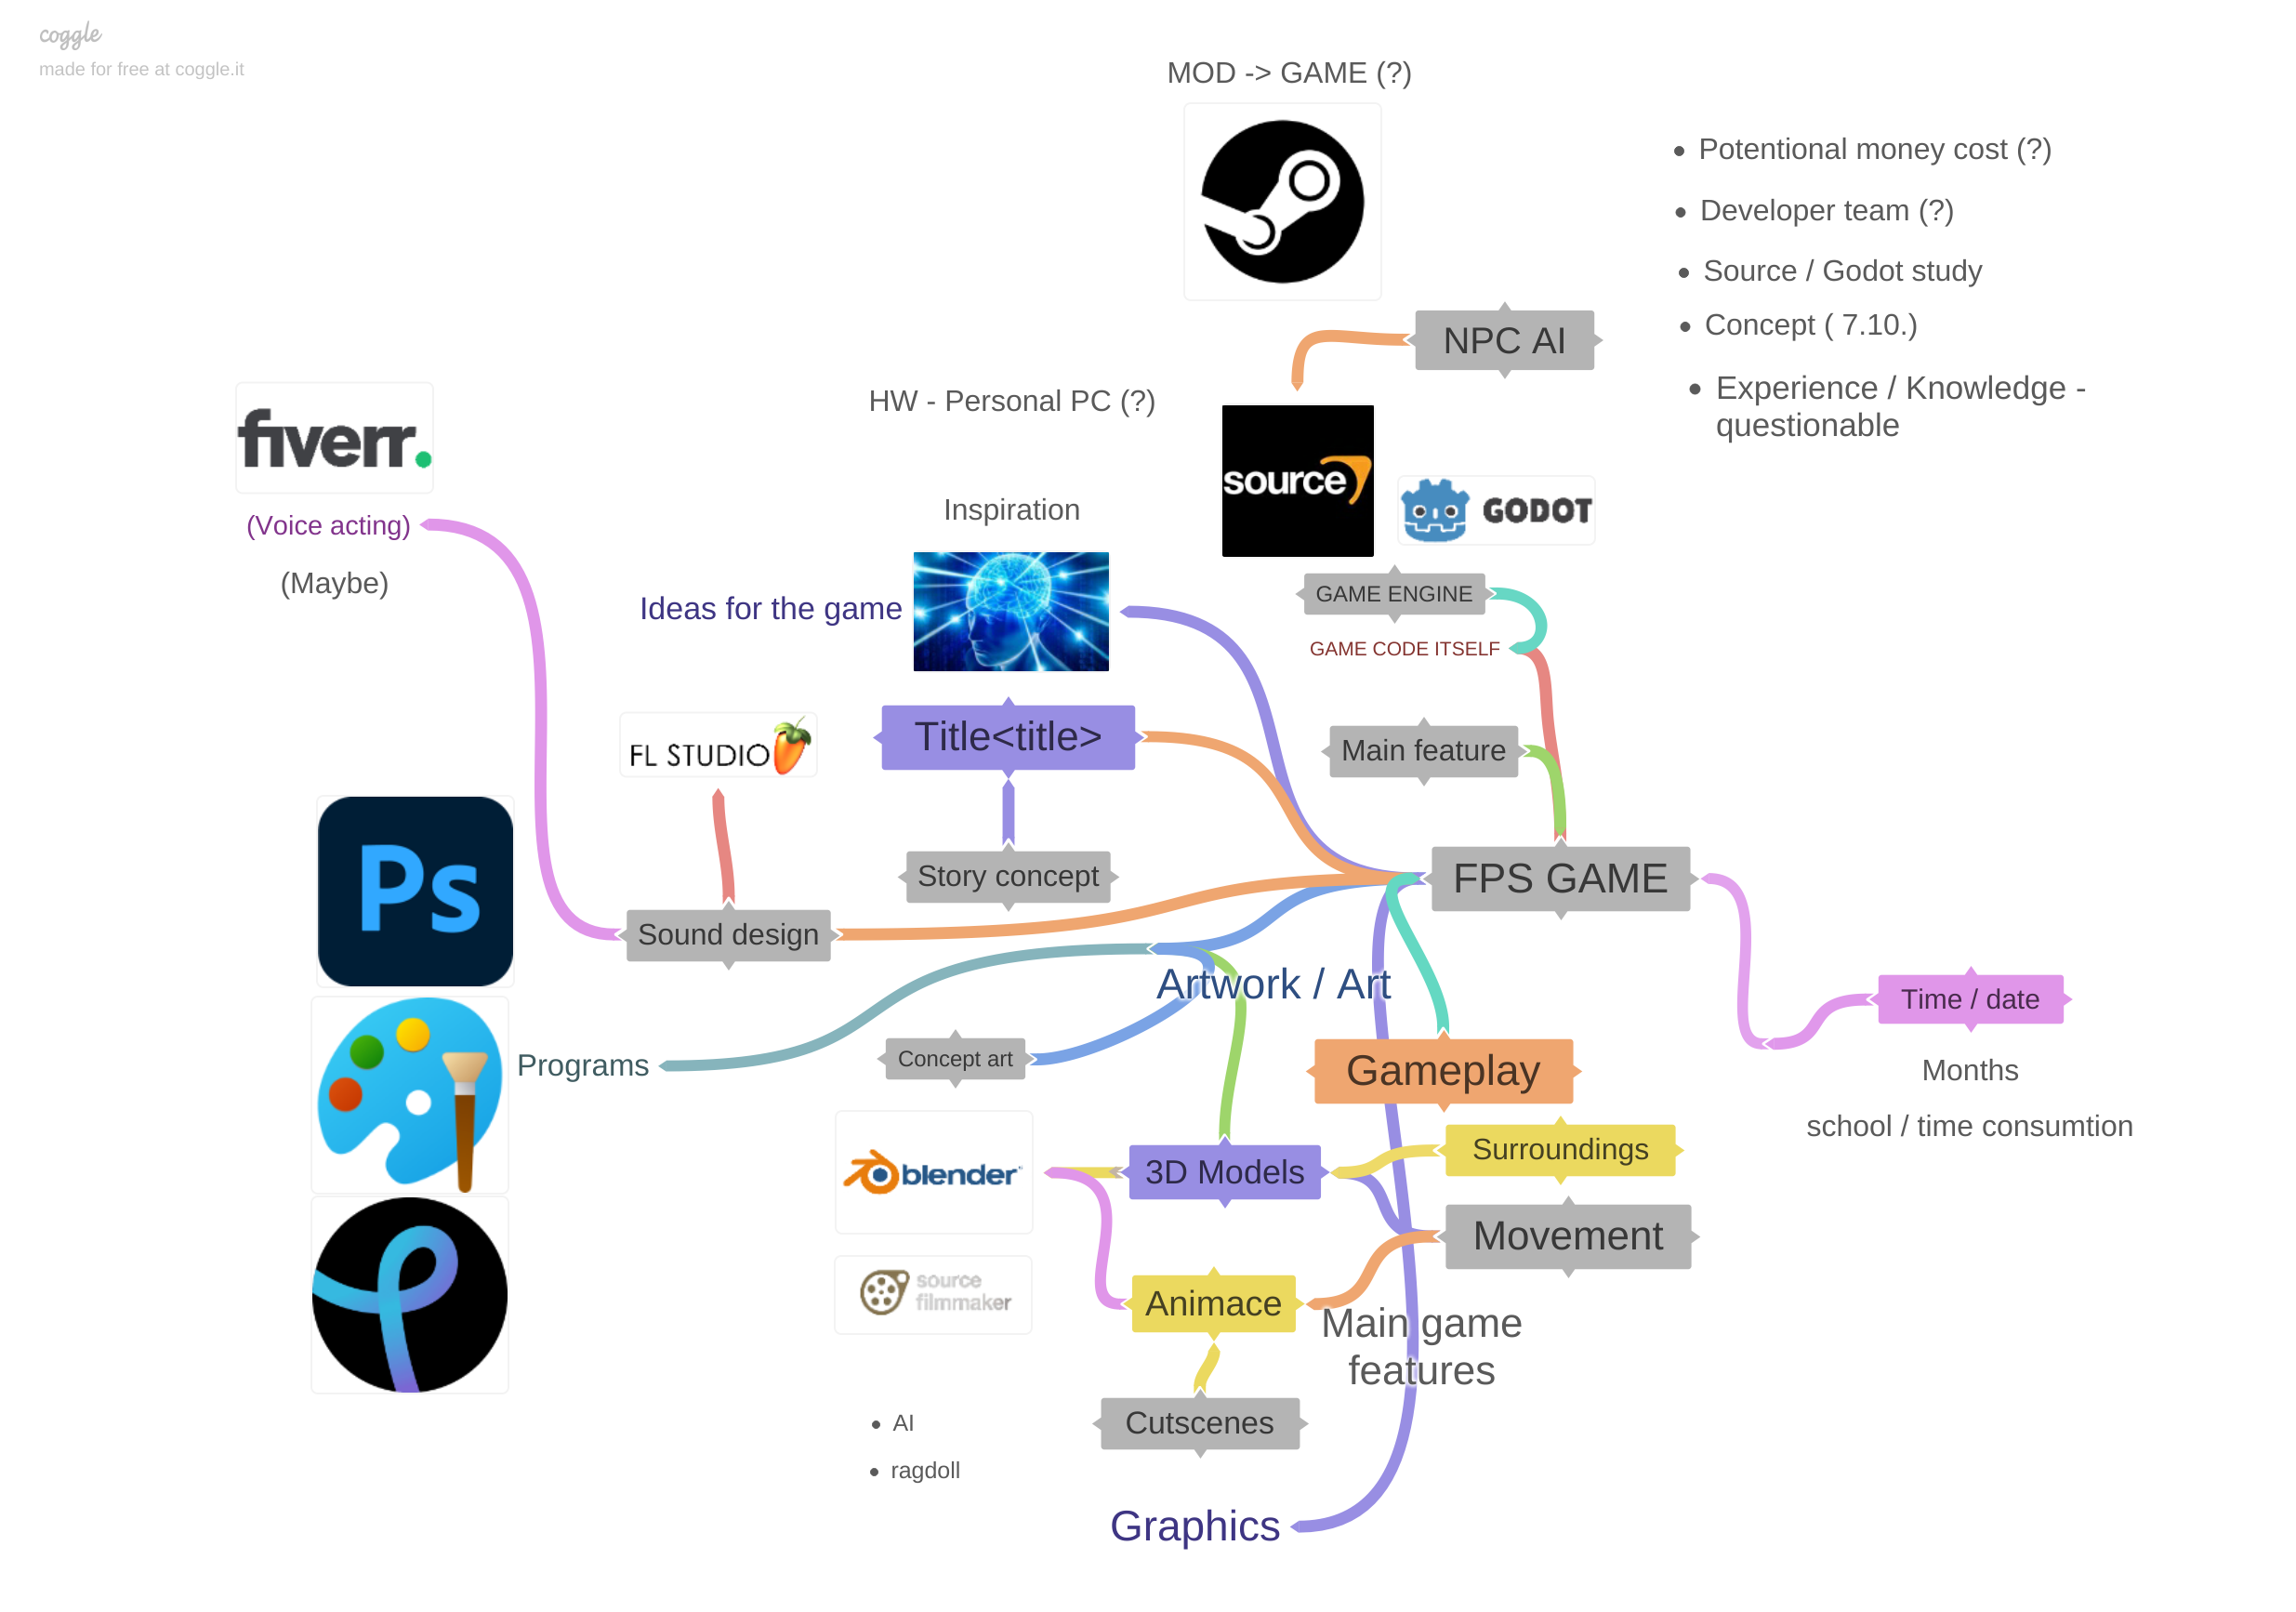 coggle
made for free at coggle.it
MOD -> GAME (?)
Potentional money cost (?)
Developer team (?)
Source / Godot study
Concept ( 7.10.)
Experience / Knowledge -
questionable
NPC AI
HW - Personal PC (?)
fiverr.
(Voice acting)
(Maybe)
source
GODOT
Inspiration
Ideas for the game
GAME ENGINE
GAME CODE ITSELF
FL STUDIO
Title<title>
Main feature
Story concept
FPS GAME
Sound design
Ps
Artwork / Art
Time / date
Months
school / time consumtion
Programs
Concept art
Gameplay
blender
3D Models
Surroundings
Movement
source
filmmaker
Animace
Main game
features
Cutscenes
AI
ragdoll
Graphics